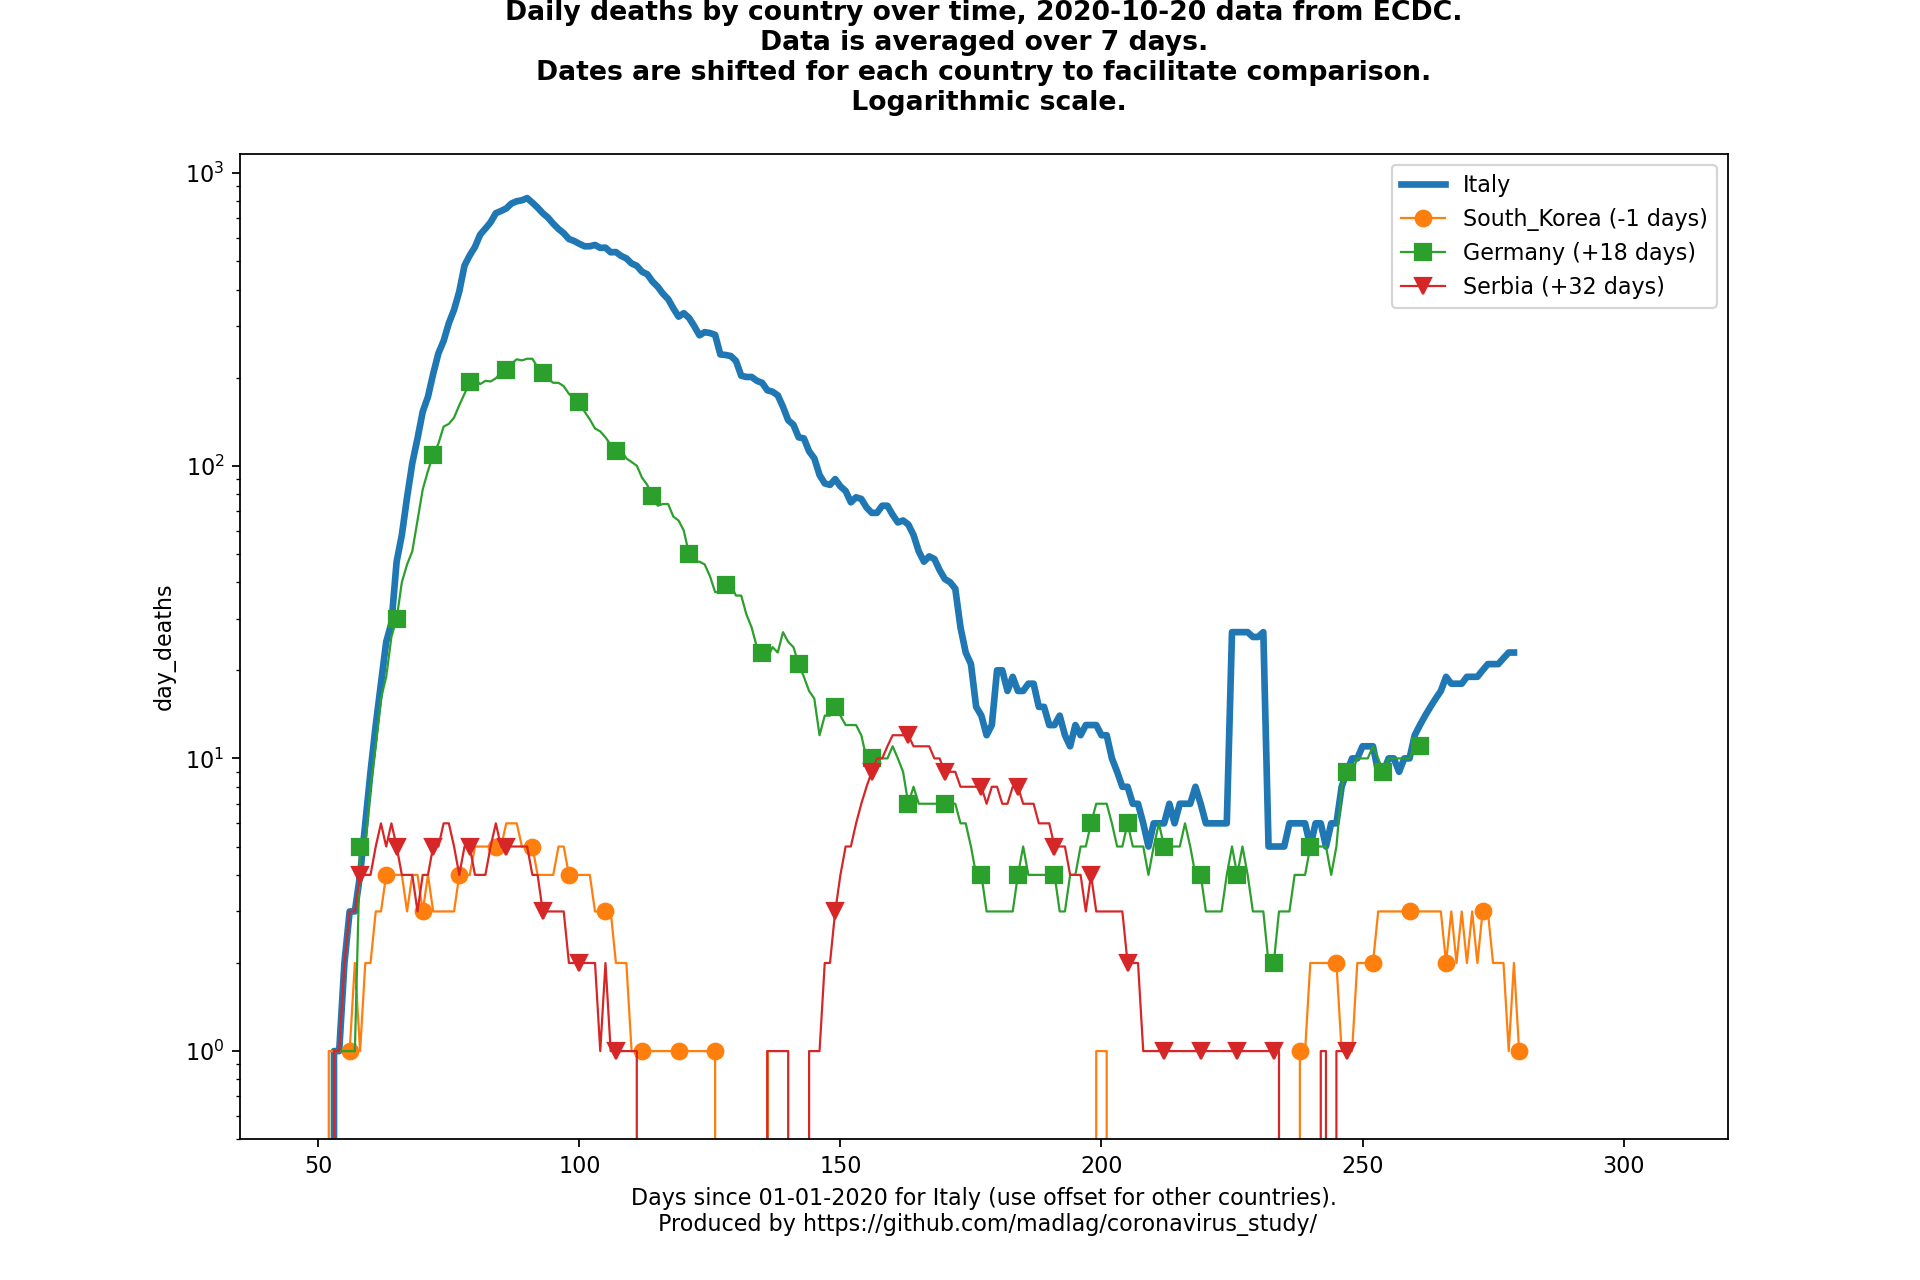 Daily deaths by country over time, 2020-10-20 data from ECDC.
Data is averaged over 7 days.
Dates are shifted for each country to facilitate comparison.
Logarithmic scale.
10³
10²
10¹
10⁰
day_deaths
Italy
South_Korea (-1 days)
Germany (+18 days)
Serbia (+32 days)
50 100 150 200 250 300
Days since 01-01-2020 for Italy (use offset for other countries).
Produced by https://github.com/madlag/coronavirus_study/